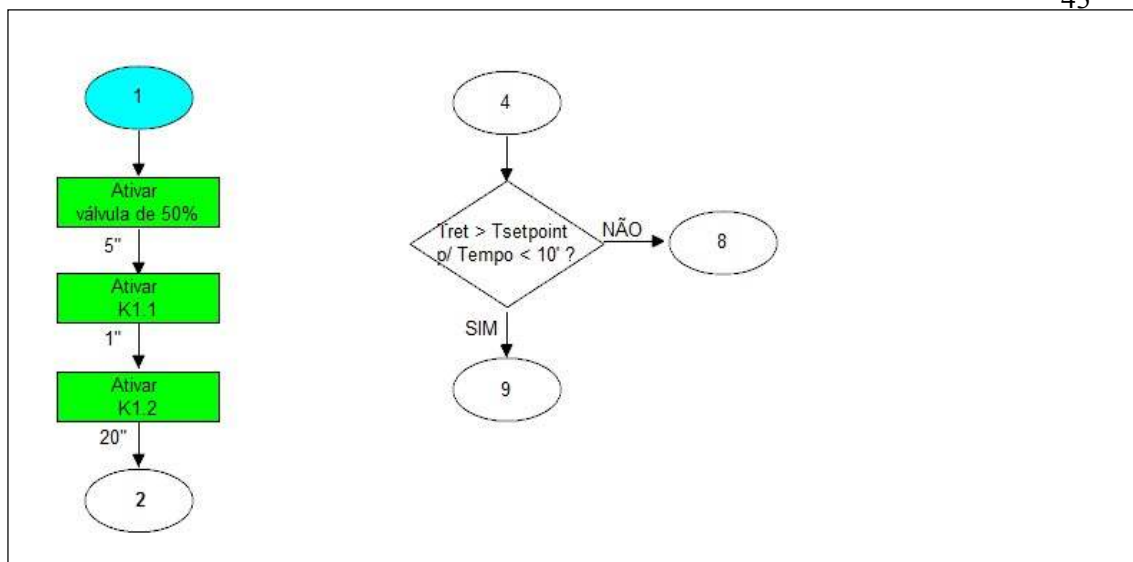 45
1
Ativar
válvula de 50%
5"
Ativar
K1.1
1"
Ativar
K1.2
20"
2
4
Tret > Tsetpoint
p/ Tempo < 10' ?
NÃO
8
SIM
9